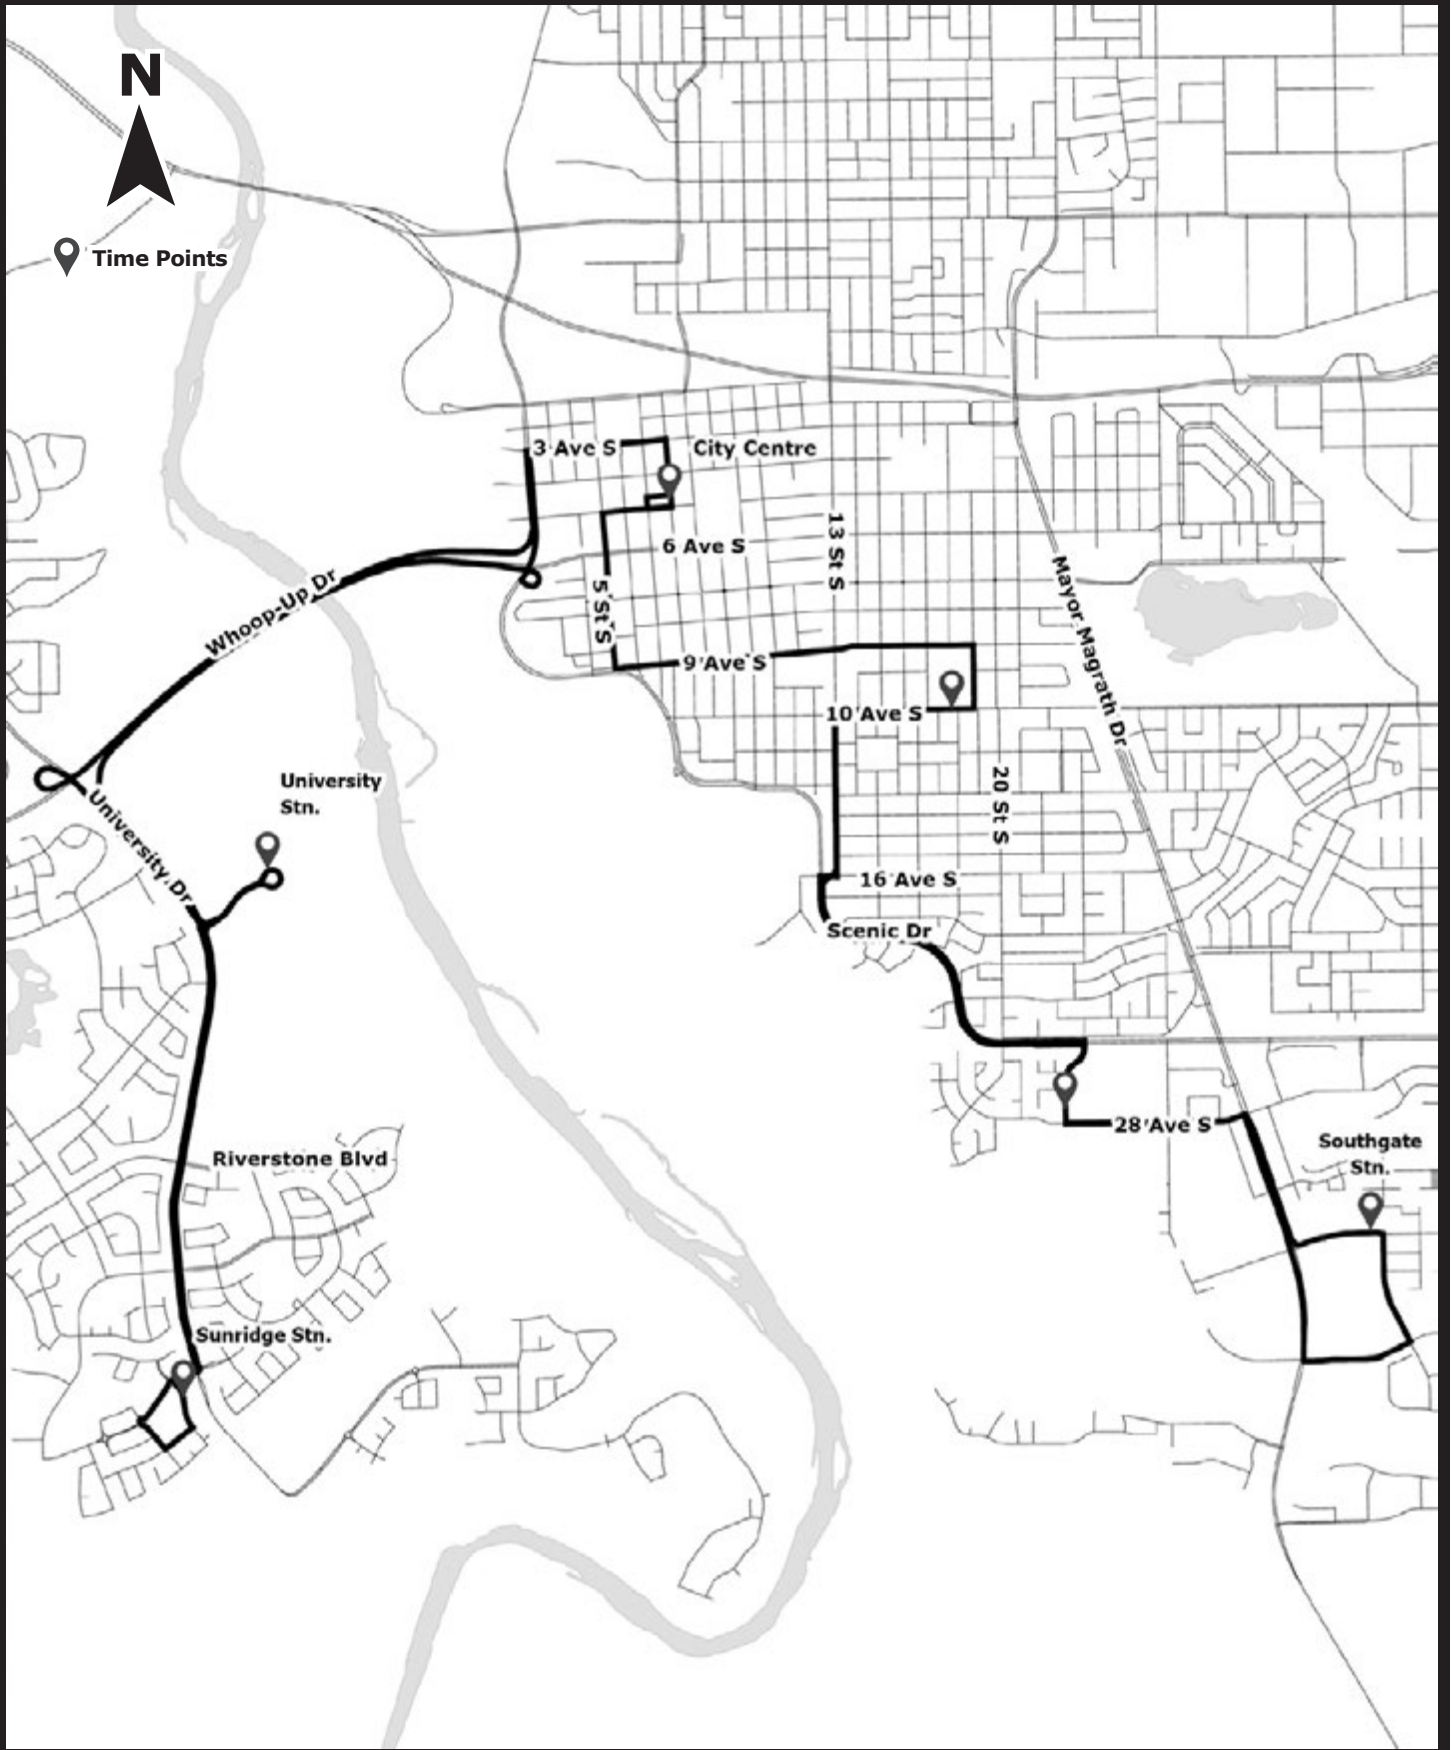 N
Time Points
3 Ave S
City Centre
13 St S
6 Ave S
Mayor Magrath Dr
Whoop-Up Dr
5 St S
9 Ave S
10 Ave S
University
Stn.
20 St S
University Dr
16 Ave S
Scenic Dr
28 Ave S
Southgate
Stn.
Riverstone Blvd
Sunridge Stn.